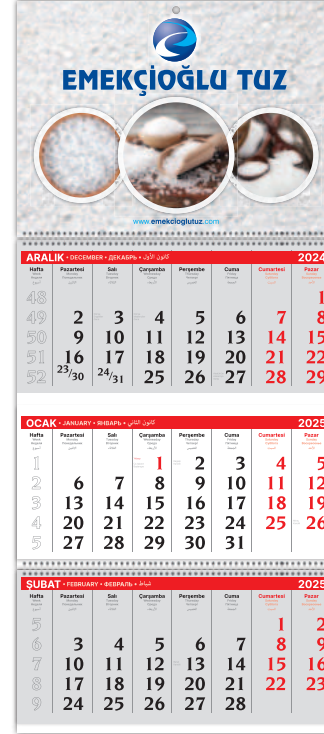 EMEKÇİOĞLU TUZ
www.emekcioglutuz.com
ARALIK • DECEMBER • ДЕКАБРЬ • كانون الأول 2024
Hafta Pazartesi Salı Çarşamba Perşembe Cuma Cumartesi Pazar
48 1
49 2 3 4 5 6 7 8
50 9 10 11 12 13 14 15
51 16 17 18 19 20 21 22
52 23/30 24/31 25 26 27 28 29
OCAK • JANUARY • ЯНВАРЬ • كانون الثاني 2025
Hafta Pazartesi Salı Çarşamba Perşembe Cuma Cumartesi Pazar
1 1 2 3 4 5
2 6 7 8 9 10 11 12
3 13 14 15 16 17 18 19
4 20 21 22 23 24 25 26
5 27 28 29 30 31
ŞUBAT • FEBRUARY • ФЕВРАЛЬ • شباط 2025
Hafta Pazartesi Salı Çarşamba Perşembe Cuma Cumartesi Pazar
5 1 2
6 3 4 5 6 7 8 9
7 10 11 12 13 14 15 16
8 17 18 19 20 21 22 23
9 24 25 26 27 28